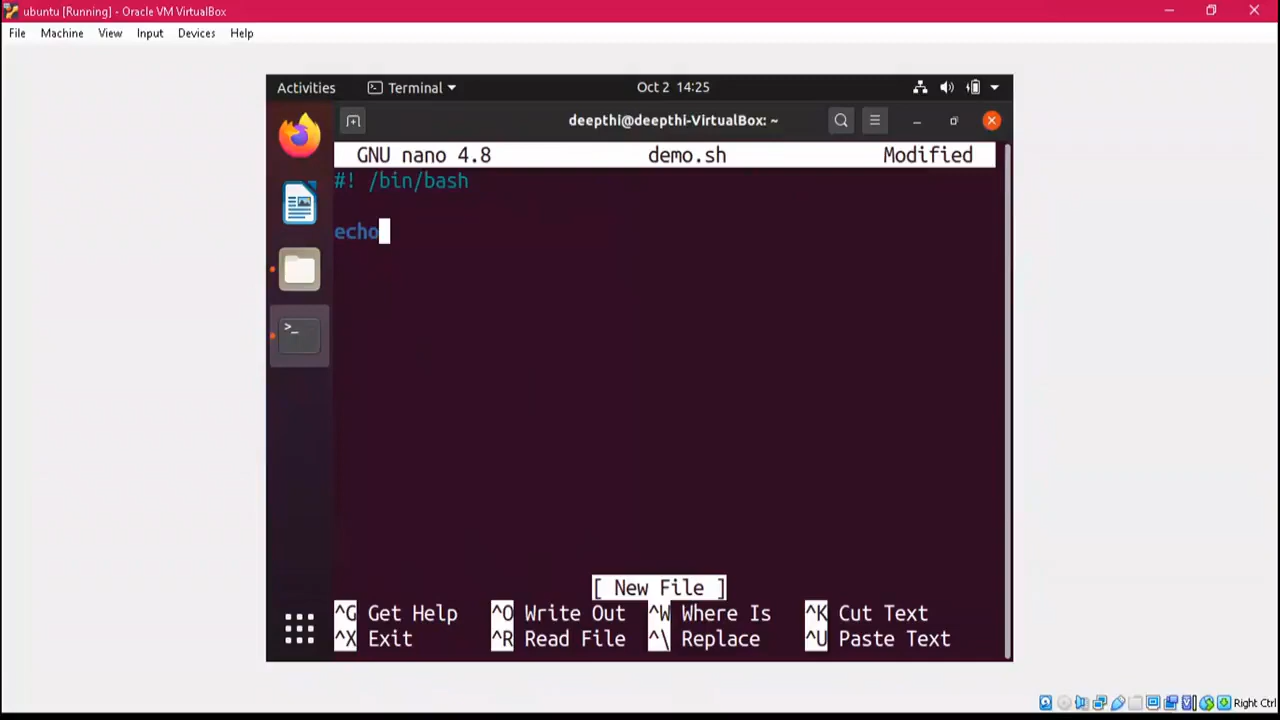 ubuntu [Running] - Oracle VM VirtualBox
File Machine View Input Devices Help
Activities Terminal Oct 2 14:25
deepthi@deepthi-VirtualBox: ~
GNU nano 4.8 demo.sh Modified
#! /bin/bash
echo
[ New File ]
^G Get Help ^O Write Out ^W Where Is ^K Cut Text
^X Exit ^R Read File ^\ Replace ^U Paste Text
Right Ctrl